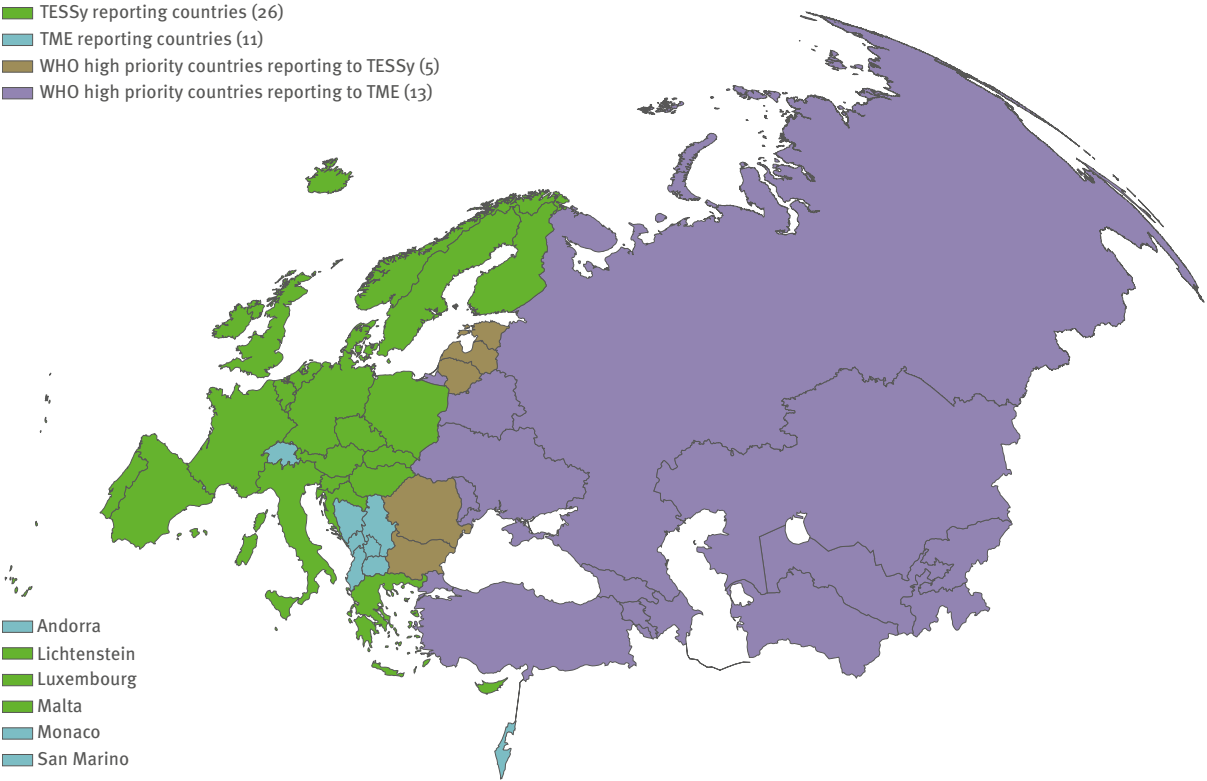 TESSy reporting countries (26)
TME reporting countries (11)
WHO high priority countries reporting to TESSy (5)
WHO high priority countries reporting to TME (13)
Andorra
Lichtenstein
Luxembourg
Malta
Monaco
San Marino